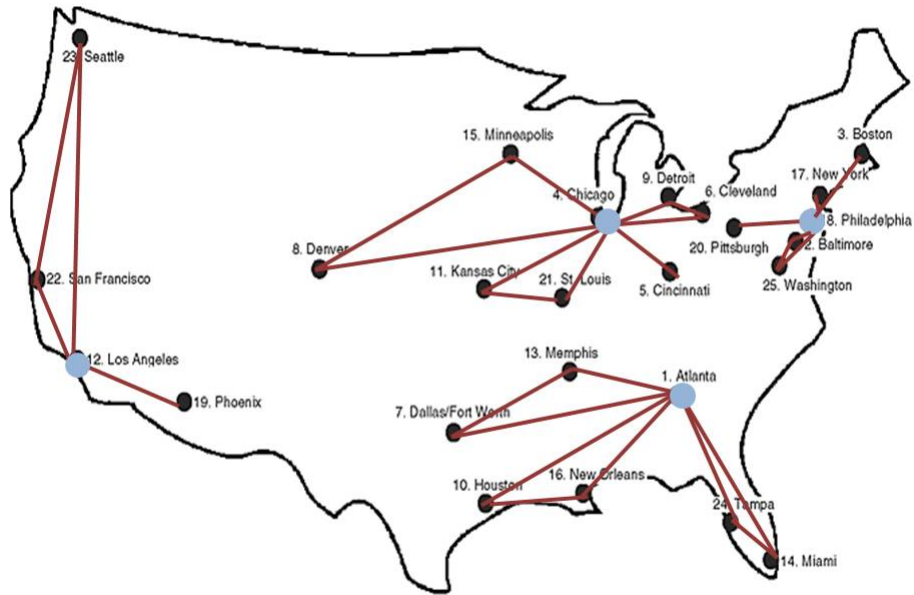 23. Seattle
3. Boston
15. Minneapolis
9. Detroit
17. New York
4. Chicago
6. Cleveland
8. Philadelphia
20. Pittsburgh
2. Baltimore
8. Denver
11. Kansas City
22. San Francisco
21. St. Louis
5. Cincinnati
25. Washington
13. Memphis
12. Los Angeles
1. Atlanta
19. Phoenix
7. Dallas/Fort Worth
16. New Orleans
10. Houston
24. Tampa
14. Miami